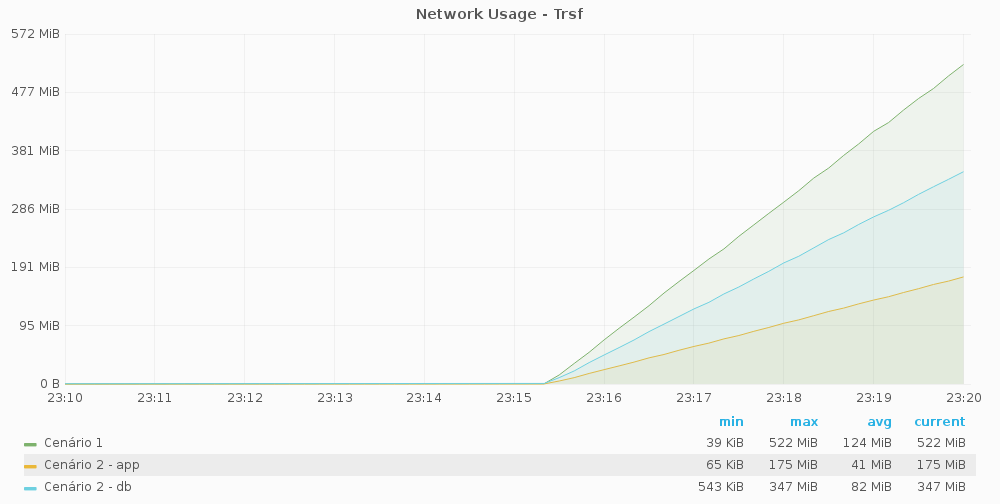 Network Usage - Trsf
572 MiB
477 MiB
381 MiB
286 MiB
191 MiB
95 MiB
0 B
23:10 23:11 23:12 23:13 23:14 23:15 23:16 23:17 23:18 23:19 23:20
min max avg current
Cenário 1 39 KiB 522 MiB 124 MiB 522 MiB
Cenário 2 - app 65 KiB 175 MiB 41 MiB 175 MiB
Cenário 2 - db 543 KiB 347 MiB 82 MiB 347 MiB